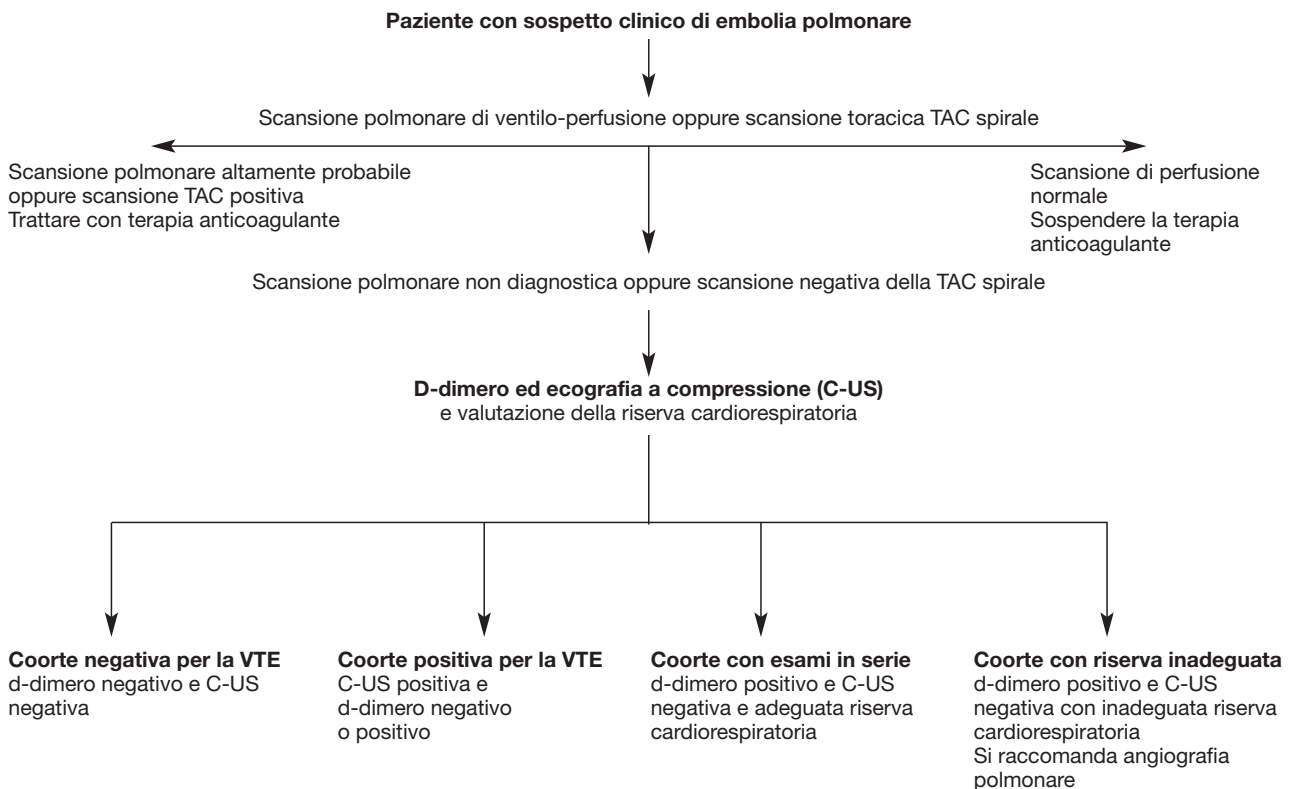 Paziente con sospetto clinico di embolia polmonare
Scansione polmonare di ventilo-perfusione oppure scansione toracica TAC spirale
Scansione polmonare altamente probabile
oppure scansione TAC positiva
Trattare con terapia anticoagulante
Scansione di perfusione
normale
Sospendere la terapia
anticoagulante
Scansione polmonare non diagnostica oppure scansione negativa della TAC spirale
D-dimero ed ecografia a compressione (C-US)
e valutazione della riserva cardiorespiratoria
Coorte negativa per la VTE
d-dimero negativo e C-US
negativa
Coorte positiva per la VTE
C-US positiva e
d-dimero negativo
o positivo
Coorte con esami in serie
d-dimero positivo e C-US
negativa e adeguata riserva
cardiorespiratoria
Coorte con riserva inadeguata
d-dimero positivo e C-US
negativa con inadeguata riserva
cardiorespiratoria
Si raccomanda angiografia
polmonare